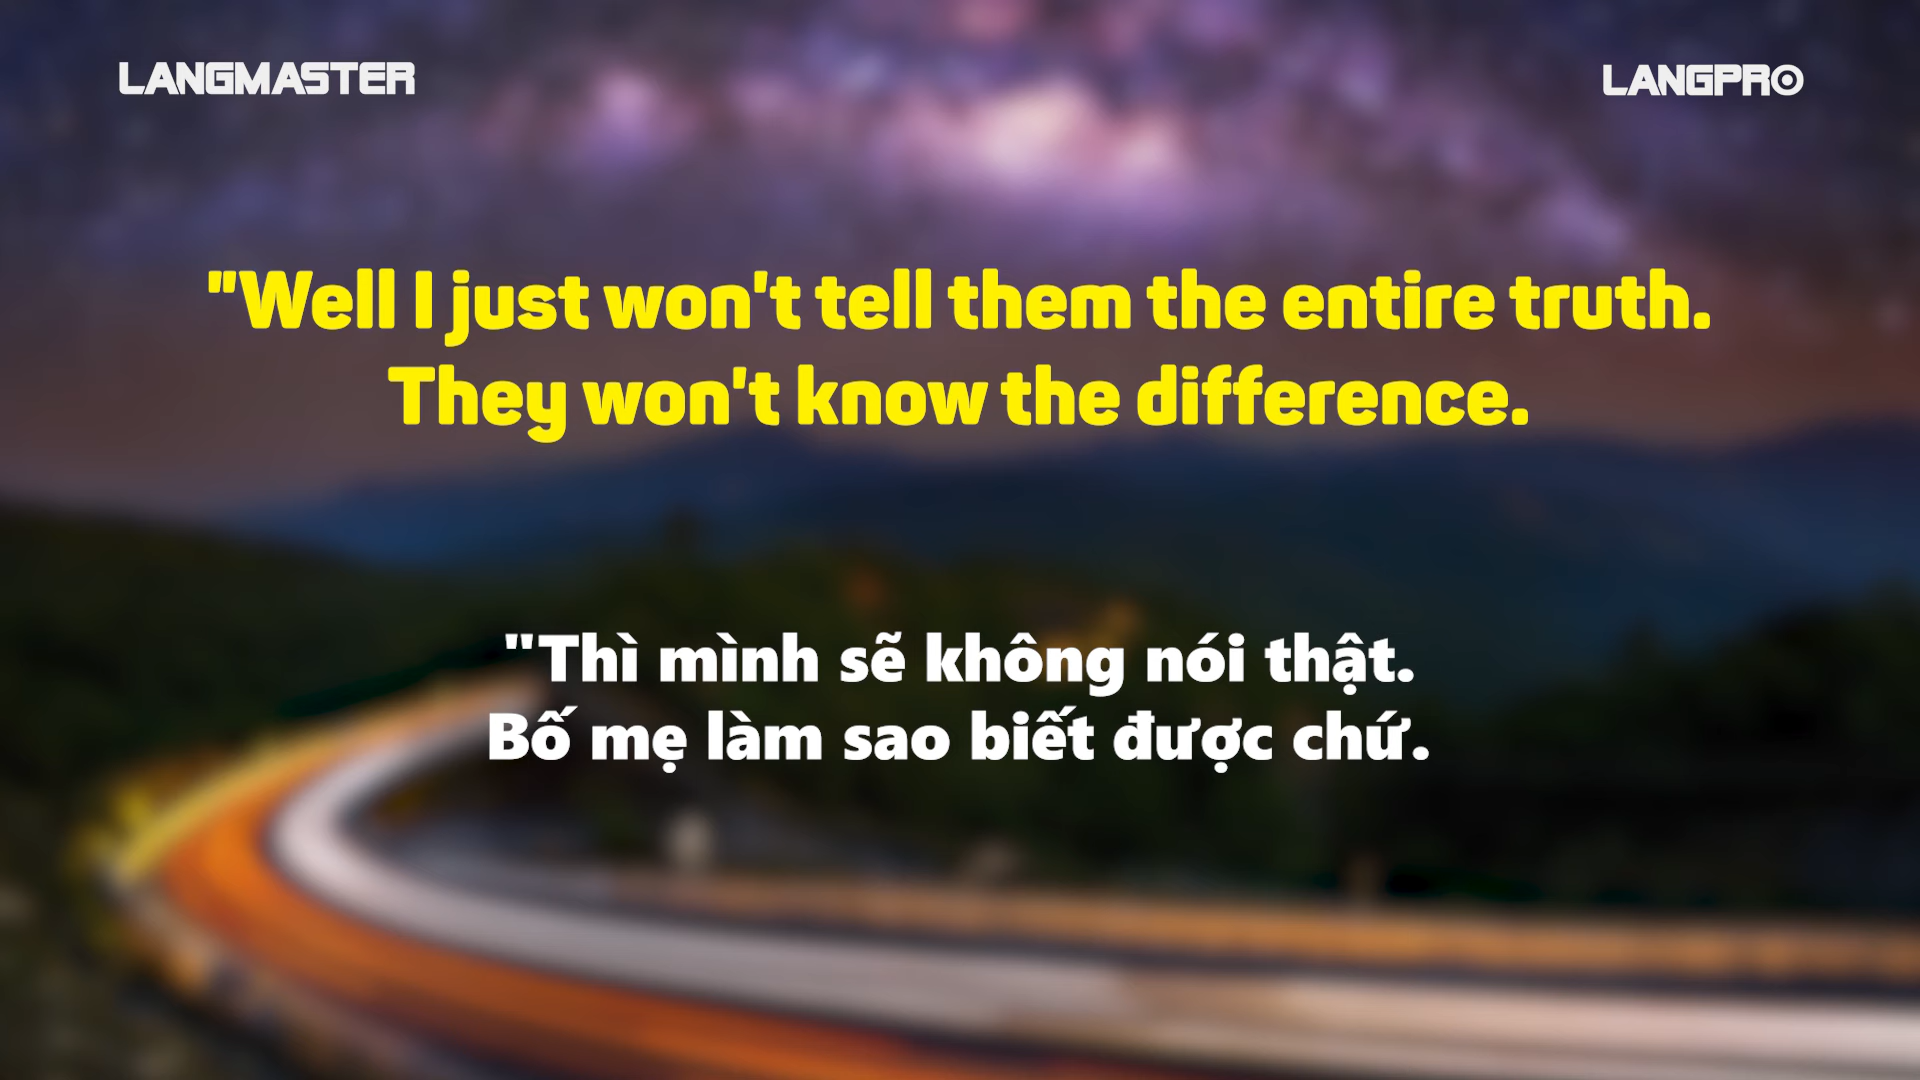 LANGMASTER
LANGPRO
"Well I just won't tell them the entire truth.
They won't know the difference.
"Thì mình sẽ không nói thật.
Bố mẹ làm sao biết được chứ.